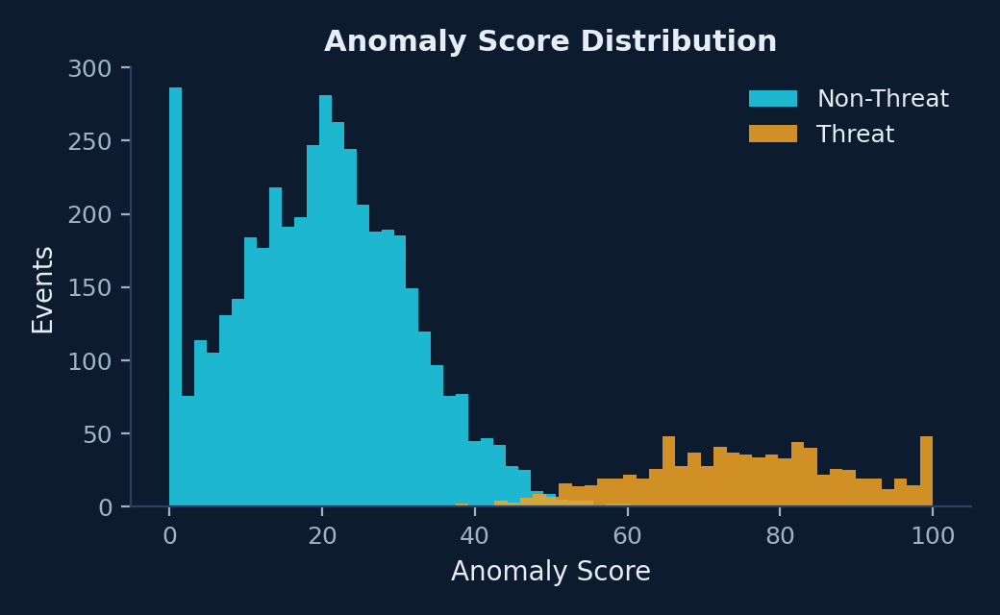 Anomaly Score Distribution
Non-Threat
Threat
Events
300
250
200
150
100
50
0
0 20 40 60 80 100
Anomaly Score